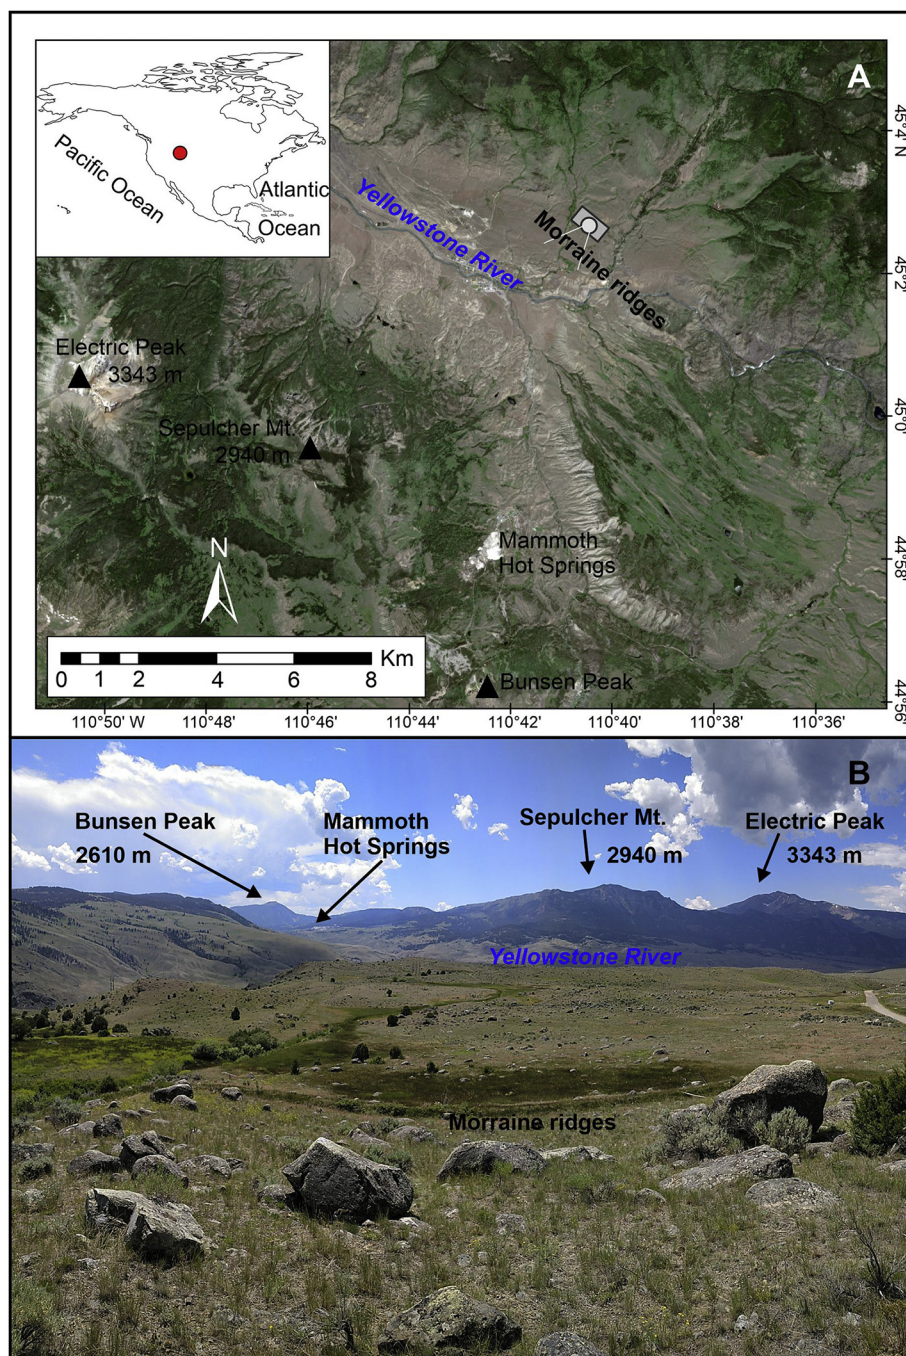 A
Pacific Ocean
Atlantic
Ocean
Yellowstone River
Morraine ridges
45°4' N
45°2'
45°0'
44°58'
44°56'
Electric Peak
3343 m
Sepulcher Mt.
2940 m
Mammoth
Hot Springs
N
Km
0 1 2 4 6 8
Bunsen Peak
110°50' W 110°48' 110°46' 110°44' 110°42' 110°40' 110°38' 110°36'
B
Bunsen Peak
2610 m
Mammoth
Hot Springs
Sepulcher Mt.
2940 m
Electric Peak
3343 m
Yellowstone River
Morraine ridges